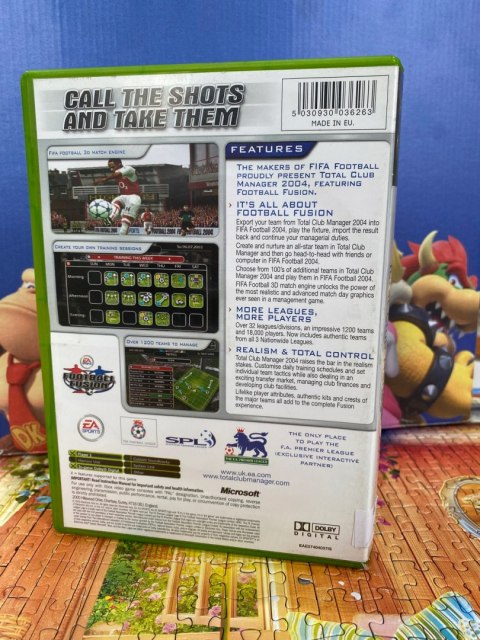 CALL THE SHOTS
AND TAKE THEM
5 030930 036263
MADE IN EU.
FIFA FOOTBALL 3D MATCH ENGINE
CREATE YOUR OWN TRAINING SESSIONS
TRAINING THIS WEEK
SUN MON TUE WED THU FRI SAT
Morning
Afternoon
Evening
OVER 1200 TEAMS TO MANAGE
FEATURES
THE MAKERS OF FIFA FOOTBALL
PROUDLY PRESENT TOTAL CLUB
MANAGER 2004, FEATURING
FOOTBALL FUSION.
IT'S ALL ABOUT
FOOTBALL FUSION
Export your team from Total Club Manager 2004 into
FIFA Football 2004, play the fixture, import the result
back and continue your managerial duties.
Create and nurture an all-star team in Total Club
Manager and then go head-to-head with friends or
computer in FIFA Football 2004.
Choose from 100's of additional teams in Total Club
Manager 2004 and play them in FIFA Football 2004.
FIFA Football 3D match engine unlocks the power of
the most realistic and advanced match day graphics
ever seen in a management game.
MORE LEAGUES,
MORE PLAYERS
Over 32 leagues/divisions, an impressive 1200 teams
and 18,000 players. Now includes authentic teams
from all 3 Nationwide Leagues.
REALISM & TOTAL CONTROL
Total Club Manager 2004 raises the bar in the realism
stakes. Customise daily training schedules and set
individual team tactics while also dealing in an
exciting transfer market, managing club finances and
developing club facilities.
Lifelike player attributes, authentic kits and crests of
the major teams all add to the complete Fusion
experience.
EA
FOOTBALL
FUSION
EA
SPORTS
SPL
THE ONLY
PLACE
TO PLAY THE
F.A. PREMIER LEAGUE
(EXCLUSIVE INTERACTIVE
PARTNER)
www.uk.ea.com
www.totalclubmanager.com
Player 1
Microsoft
DOLBY
DIGITAL